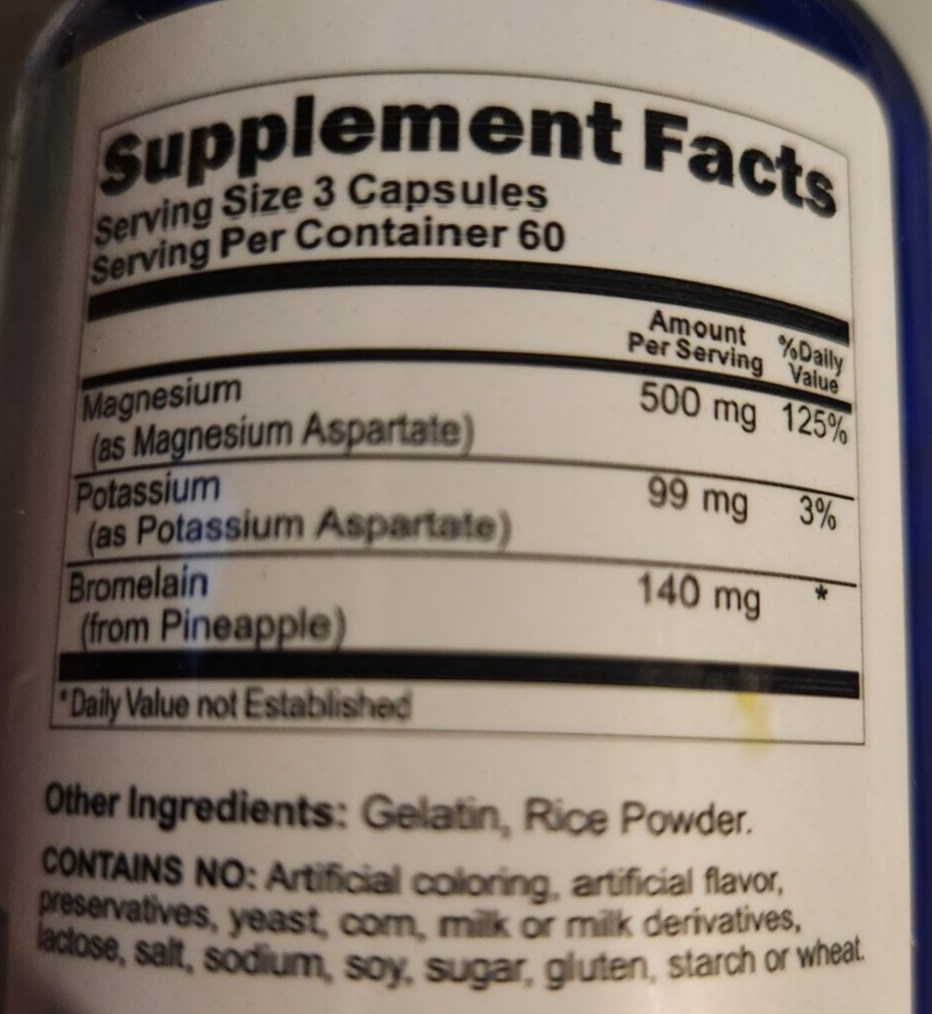 Supplement Facts
Serving Size 3 Capsules
Serving Per Container 60
Amount Per Serving
%Daily Value
Magnesium 500 mg 125%
(as Magnesium Aspartate)
Potassium 99 mg 3%
(as Potassium Aspartate)
Bromelain 140 mg *
(from Pineapple)
*Daily Value not Established
Other Ingredients: Gelatin, Rice Powder.
CONTAINS NO: Artificial coloring, artificial flavor,
preservatives, yeast, corn, milk or milk derivatives,
lactose, salt, sodium, soy, sugar, gluten, starch or wheat.